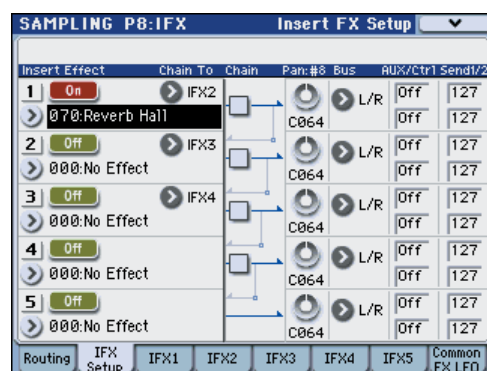 SAMPLING P8:IFX Insert FX Setup
Insert Effect Chain To Chain Pan:#8 Bus AUX/Ctrl Send1/2
1 On IFX2 C064 L/R Off 127
070:Reverb Hall Off 127
2 Off IFX3 C064 L/R Off 127
000:No Effect Off 127
3 Off IFX4 C064 L/R Off 127
000:No Effect Off 127
4 Off C064 L/R Off 127
000:No Effect Off 127
5 Off C064 L/R Off 127
000:No Effect Off 127
Routing IFX Setup IFX1 IFX2 IFX3 IFX4 IFX5 Common FX LFO